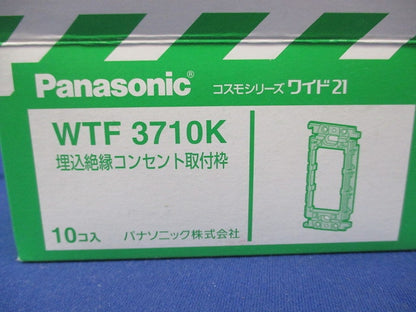 Panasonic® コスモシリーズ ワイド21
WTF 3710K
埋込絶縁コンセント取付枠
10コ入 パナソニック株式会社